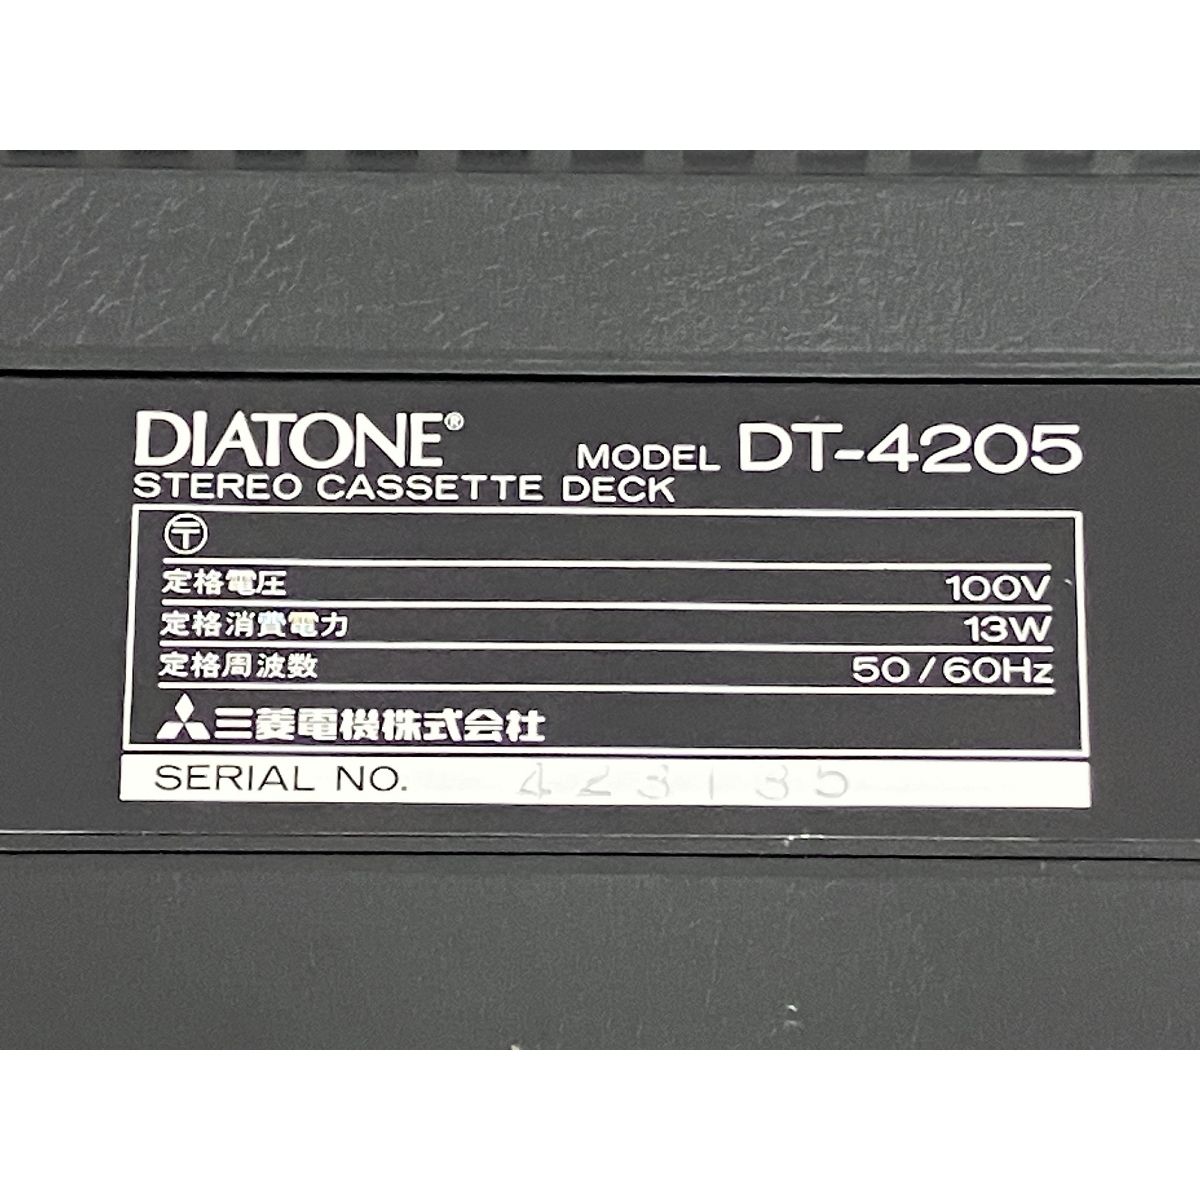 DIATONE®
MODEL DT-4205
STEREO CASSETTE DECK
〶
定格電圧 100V
定格消費電力 13W
定格周波数 50/60Hz
三菱電機株式会社
SERIAL NO.